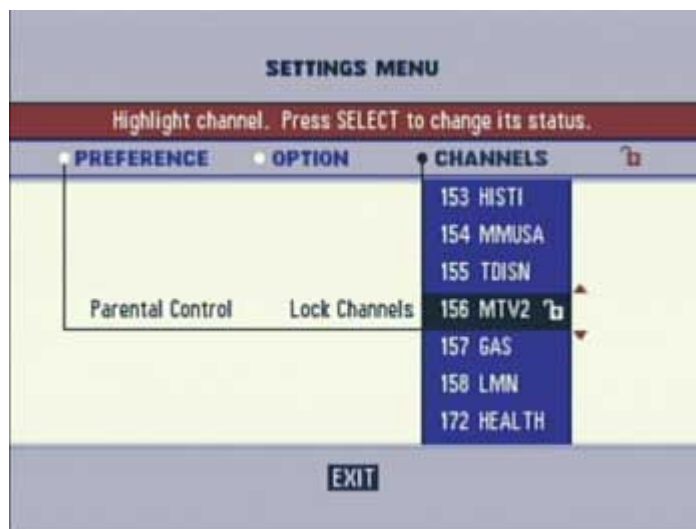 SETTINGS MENU
Highlight channel. Press SELECT to change its status.
PREFERENCE OPTION CHANNELS
153 HISTI
154 MMUSA
155 TDISN
Parental Control Lock Channels 156 MTV2
157 GAS
158 LMN
172 HEALTH
EXIT